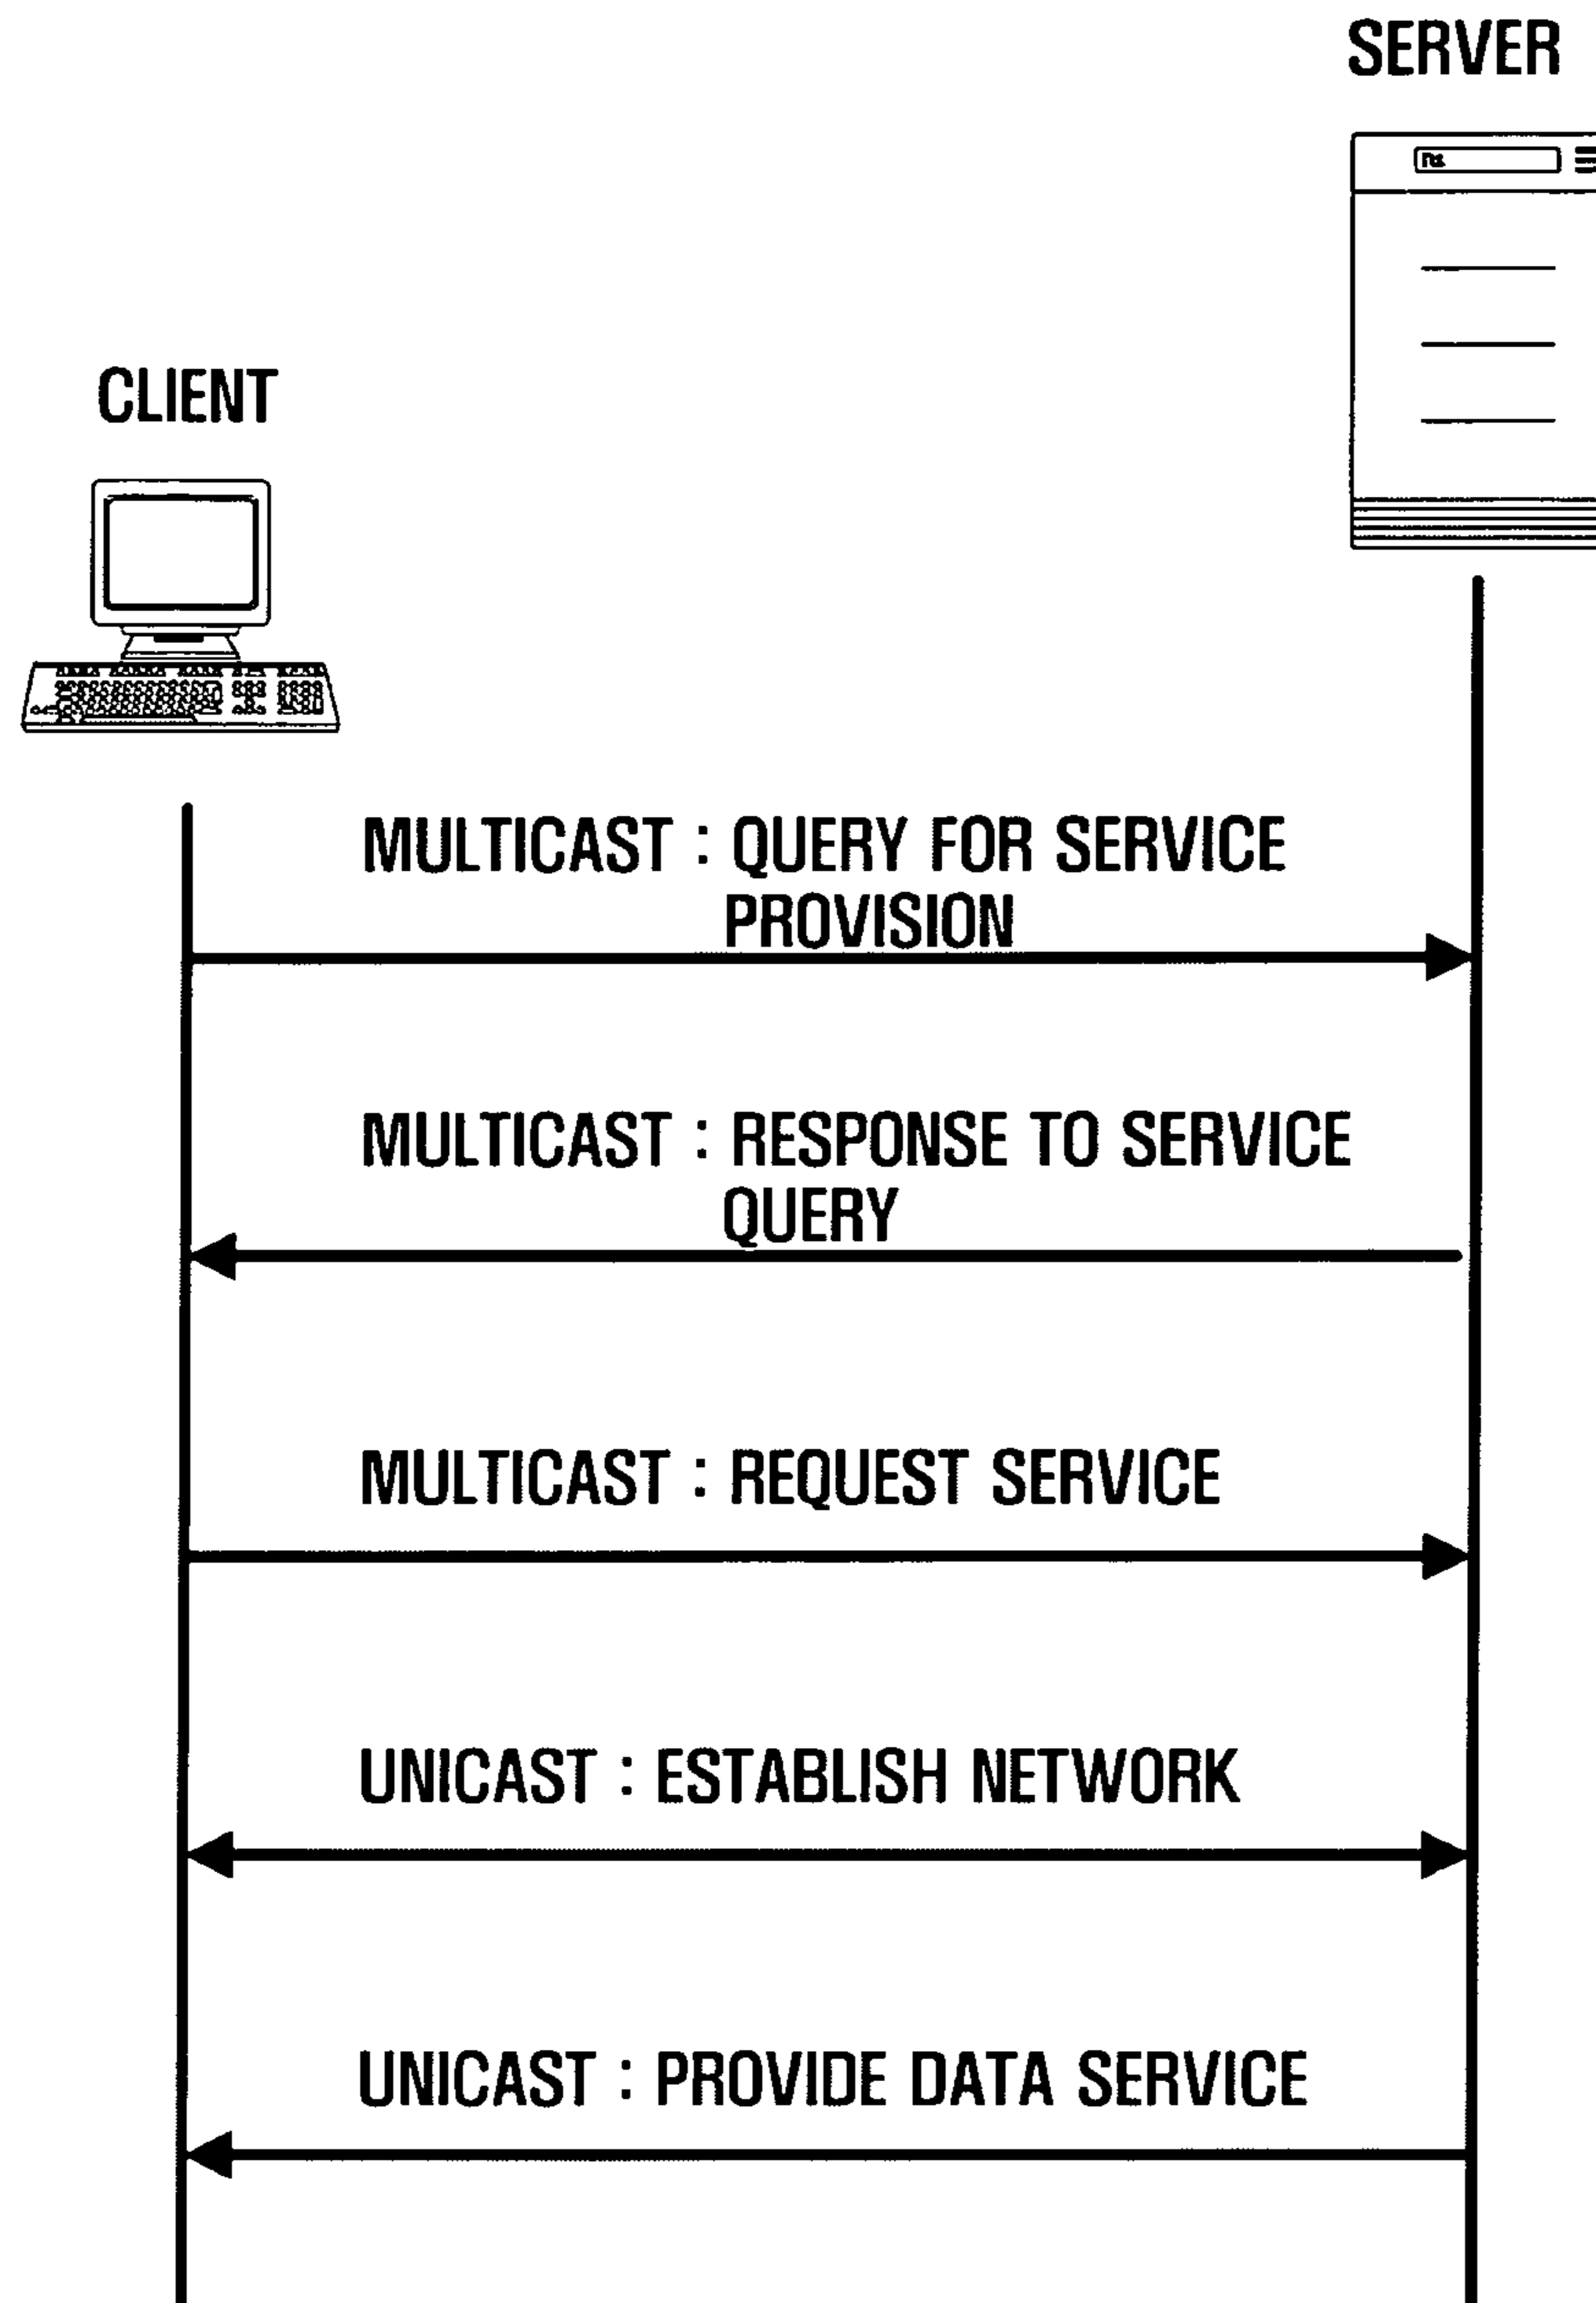 SERVER
CLIENT
MULTICAST : QUERY FOR SERVICE
PROVISION
MULTICAST : RESPONSE TO SERVICE
QUERY
MULTICAST : REQUEST SERVICE
UNICAST : ESTABLISH NETWORK
UNICAST : PROVIDE DATA SERVICE